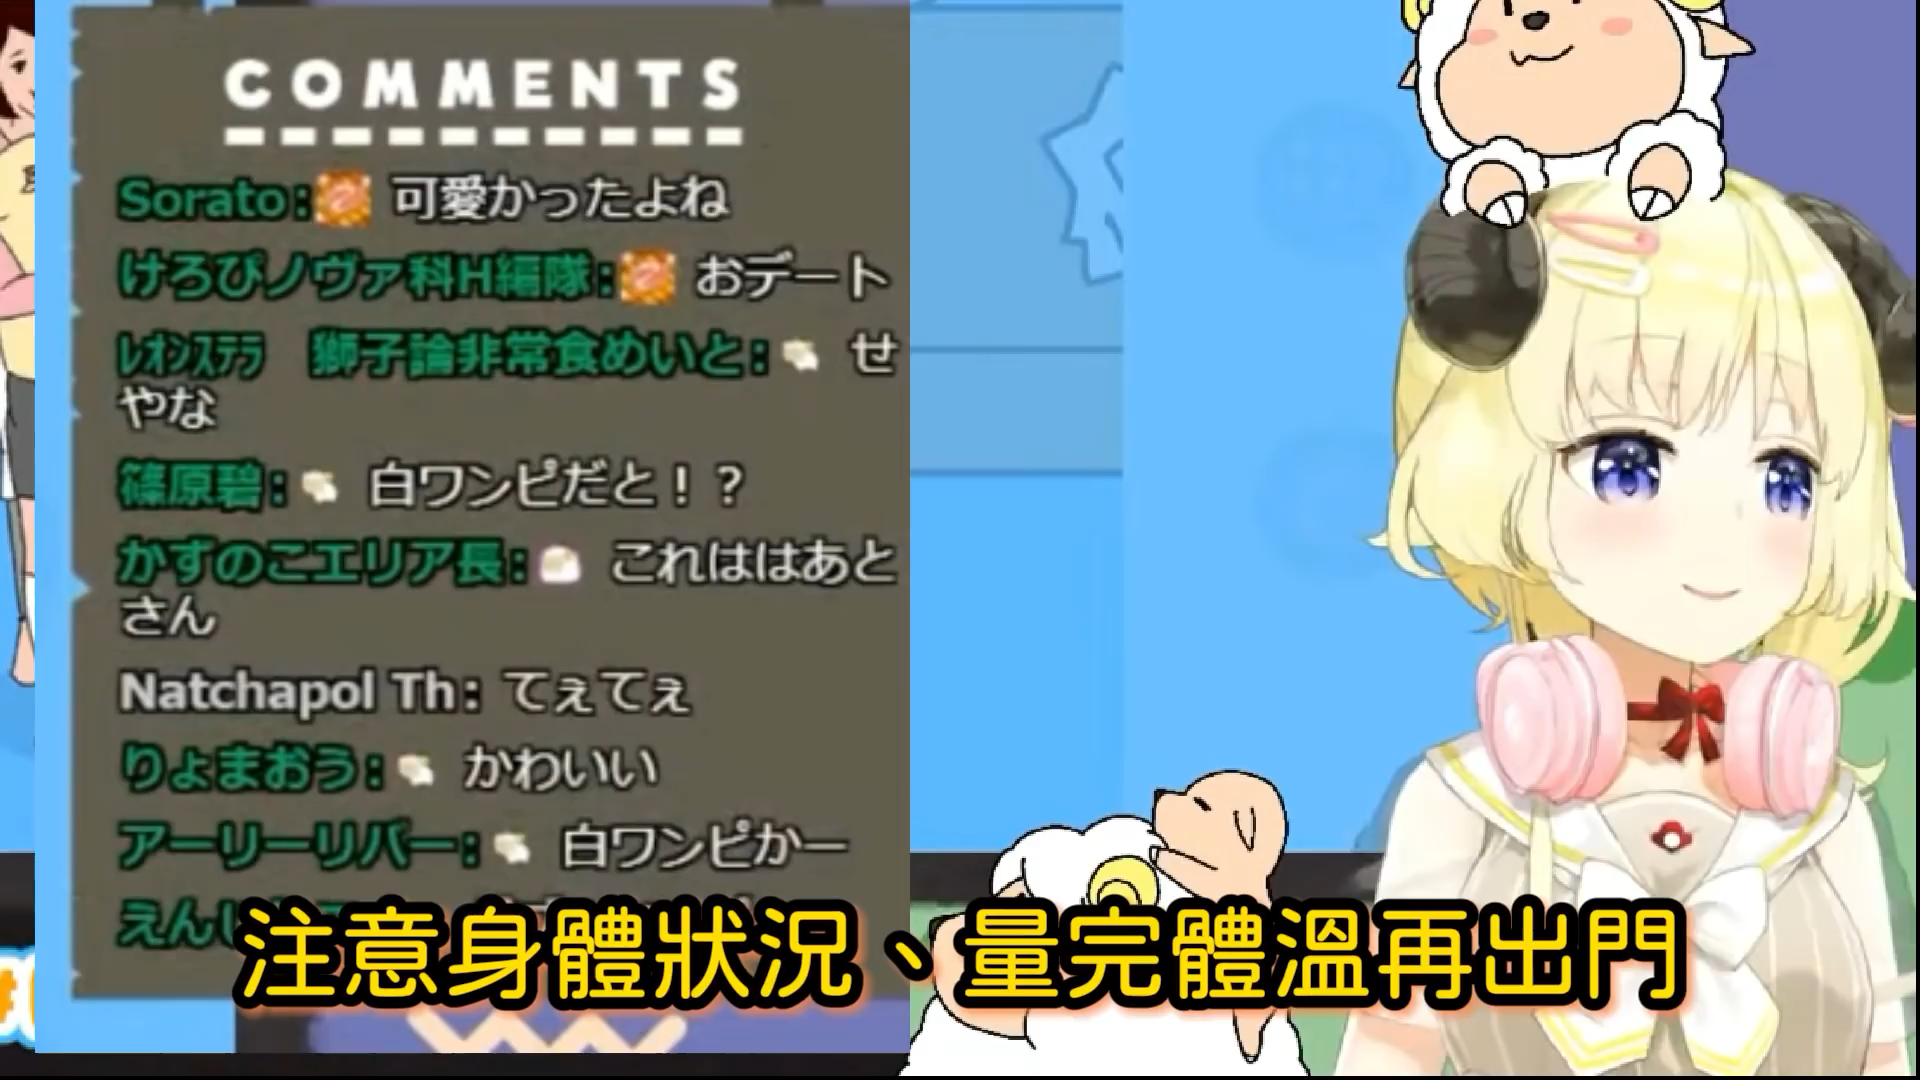 COMMENTS
Sorato: 可愛かったよね
けろぴノヴァ科H編隊: おデート
ﾚｵﾝｽﾃﾗ 獅子論非常食めいと: せ
やな
篠原碧: 白ワンピだと！？
かずのこエリア長: これははあと
さん
Natchapol Th: てぇてぇ
りょまおう: かわいい
アーリーリバー: 白ワンピかー
えんい
注意身體狀況、量完體溫再出門